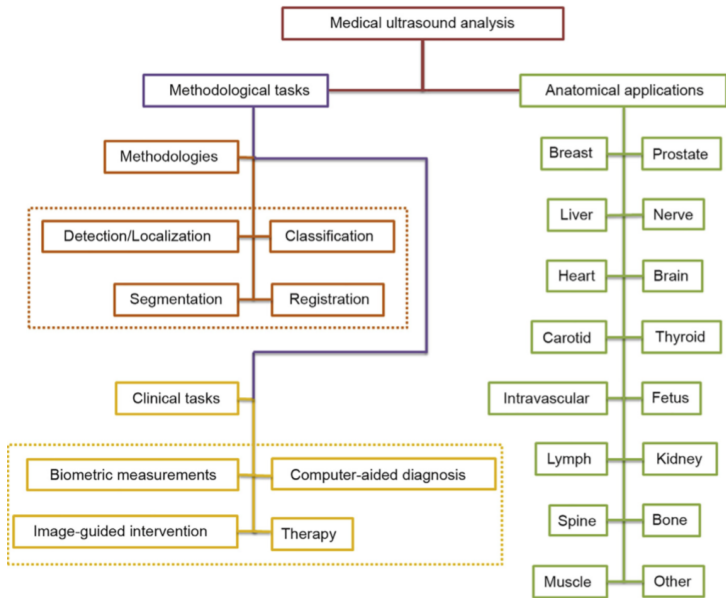 Medical ultrasound analysis
Methodological tasks
Anatomical applications
Methodologies
Detection/Localization
Classification
Segmentation
Registration
Clinical tasks
Biometric measurements
Computer-aided diagnosis
Image-guided intervention
Therapy
Breast
Prostate
Liver
Nerve
Heart
Brain
Carotid
Thyroid
Intravascular
Fetus
Lymph
Kidney
Spine
Bone
Muscle
Other